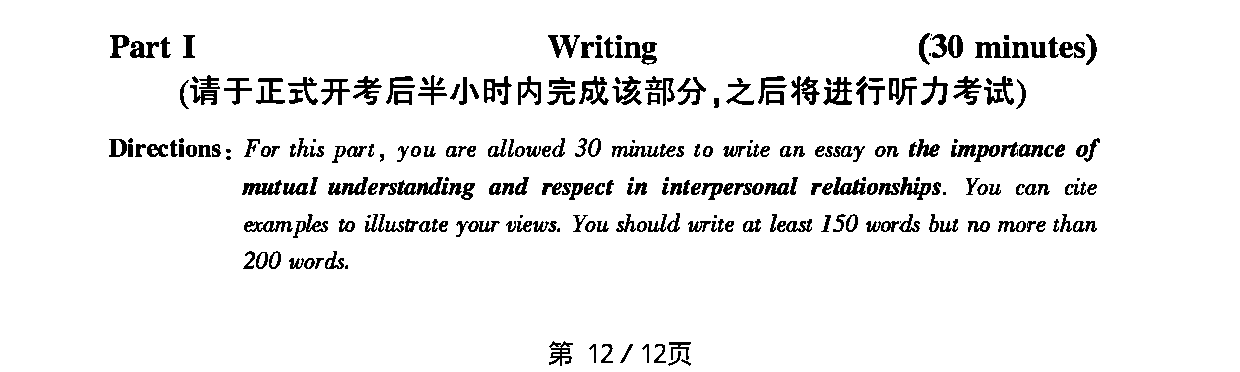 Part I Writing (30 minutes)
(请于正式开考后半小时内完成该部分,之后将进行听力考试)
Directions: For this part, you are allowed 30 minutes to write an essay on the importance of
mutual understanding and respect in interpersonal relationships. You can cite
examples to illustrate your views. You should write at least 150 words but no more than
200 words.
第 12 / 12页